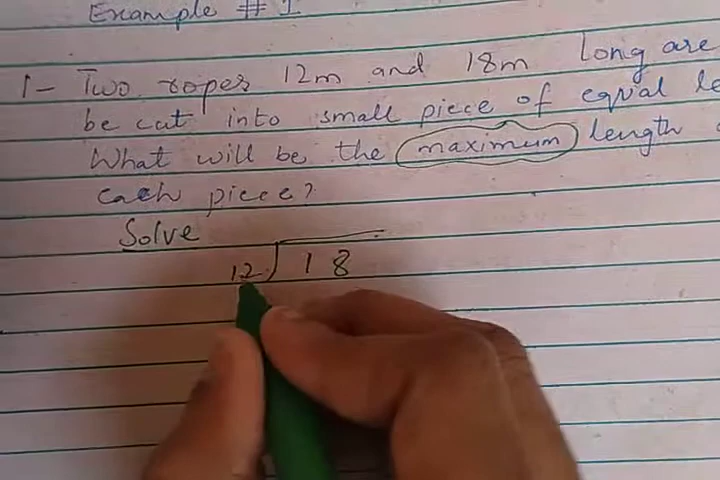 Example # 1
1- Two ropes 12m and 18m long are
be cut into small piece of equal le
What will be the maximum length
each piece?
Solve
12 ) 18